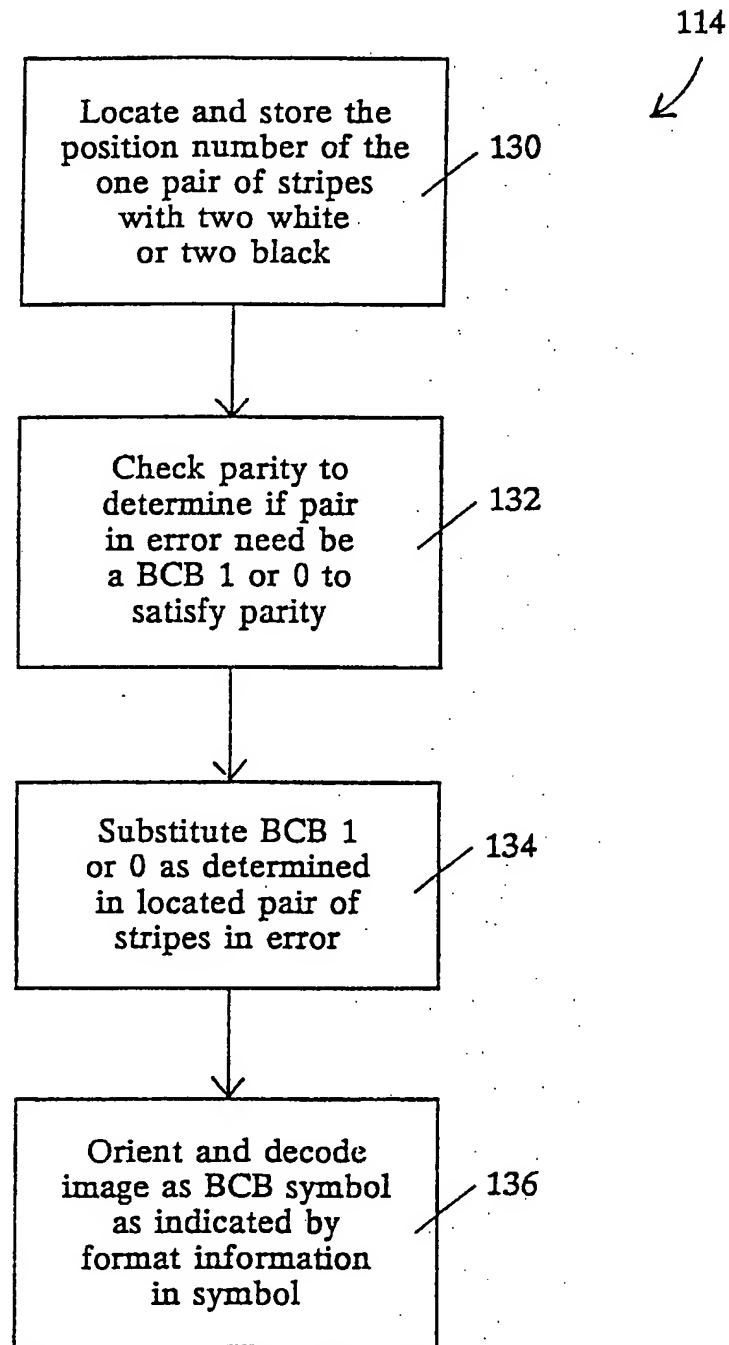 114
Locate and store the
position number of the
one pair of stripes
with two white
or two black
130
Check parity to
determine if pair
in error need be
a BCB 1 or 0 to
satisfy parity
132
Substitute BCB 1
or 0 as determined
in located pair of
stripes in error
134
Orient and decode
image as BCB symbol
as indicated by
format information
in symbol
136